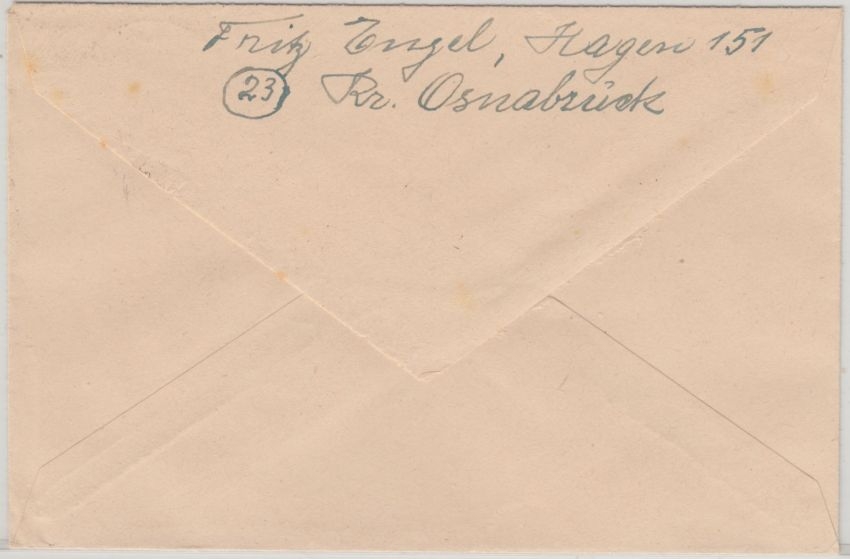 Fritz Engel, Hagen 151
23 Kr. Osnabrück